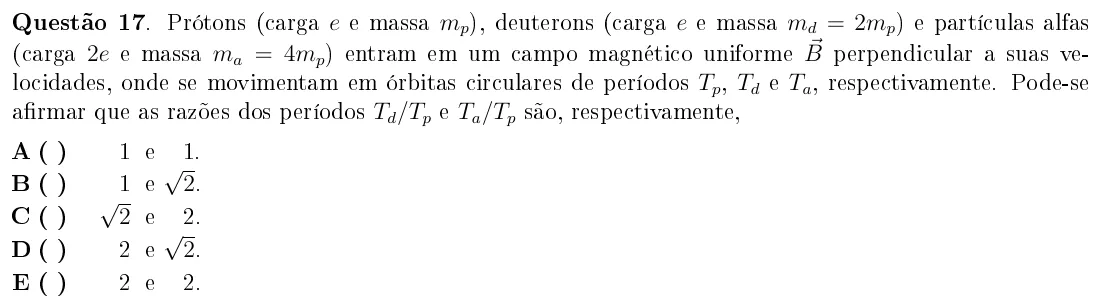 Questão 17. Prótons (carga e e massa m_p), deuterons (carga e e massa m_d = 2m_p) e partículas alfas
(carga 2e e massa m_a = 4m_p) entram em um campo magnético uniforme \vec{B} perpendicular a suas ve-
locidades, onde se movimentam em órbitas circulares de períodos T_p, T_d e T_a, respectivamente. Pode-se
afirmar que as razões dos períodos T_d/T_p e T_a/T_p são, respectivamente,
A ( ) 1 e 1.
B ( ) 1 e √2.
C ( ) √2 e 2.
D ( ) 2 e √2.
E ( ) 2 e 2.